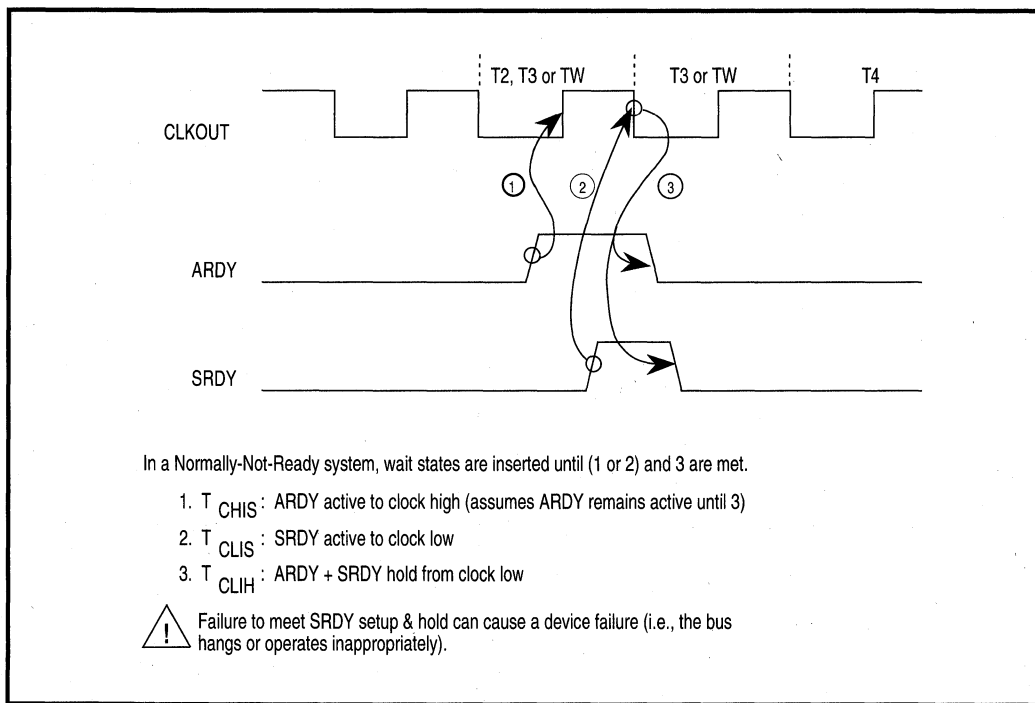 T2, T3 or TW
T3 or TW
T4
CLKOUT
1
2
3
ARDY
SRDY
In a Normally-Not-Ready system, wait states are inserted until (1 or 2) and 3 are met.
1. T CHIS : ARDY active to clock high (assumes ARDY remains active until 3)
2. T CLIS : SRDY active to clock low
3. T CLIH : ARDY + SRDY hold from clock low
! Failure to meet SRDY setup & hold can cause a device failure (i.e., the bus
hangs or operates inappropriately).